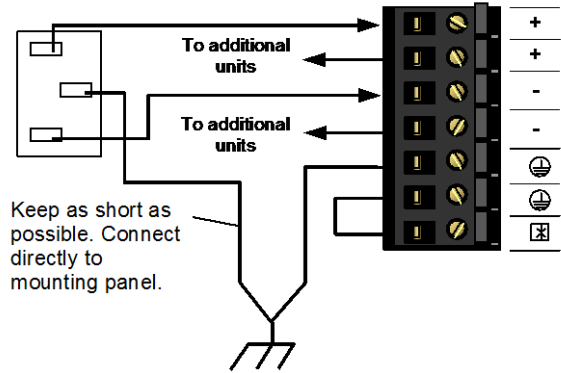 To additional
units
To additional
units
Keep as short as
possible. Connect
directly to
mounting panel.
+
+
-
-